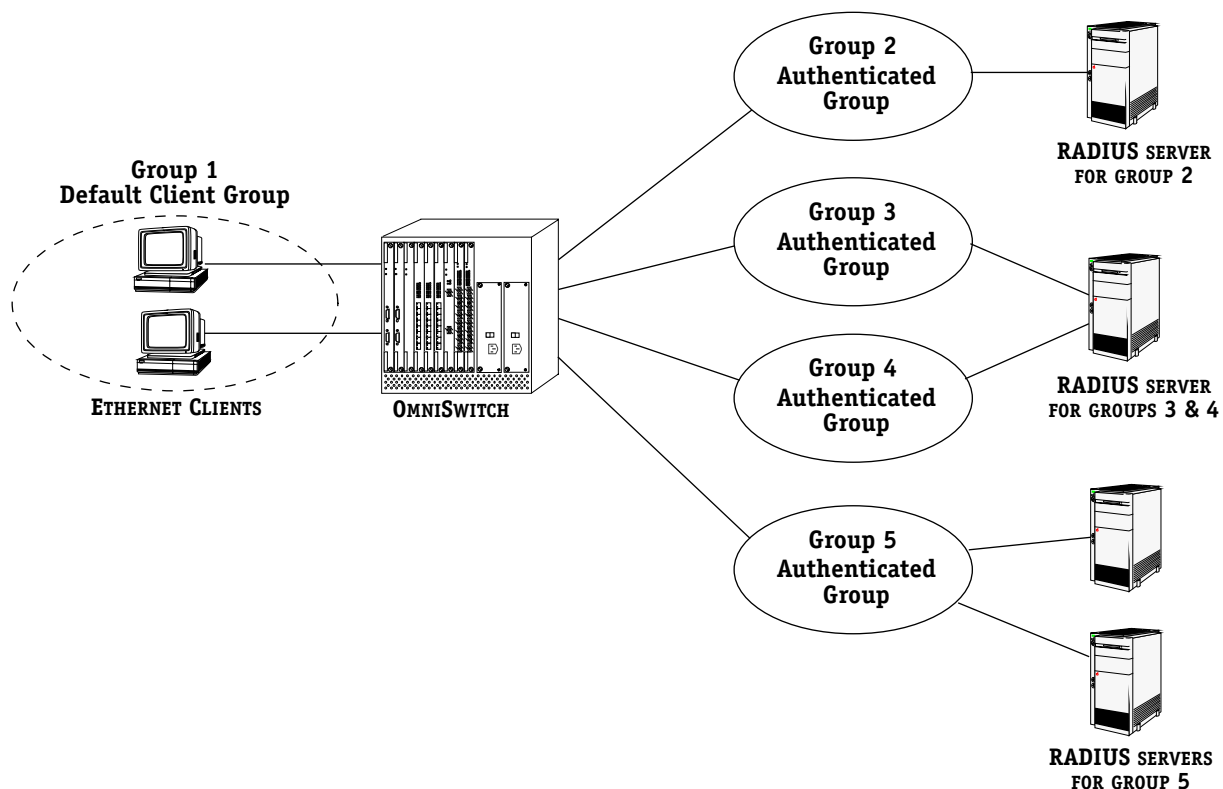 Group 1
Default Client Group
ETHERNET CLIENTS
OMNISWITCH
Group 2
Authenticated
Group
RADIUS SERVER
FOR GROUP 2
Group 3
Authenticated
Group
Group 4
Authenticated
Group
RADIUS SERVER
FOR GROUPS 3 & 4
Group 5
Authenticated
Group
RADIUS SERVERS
FOR GROUP 5